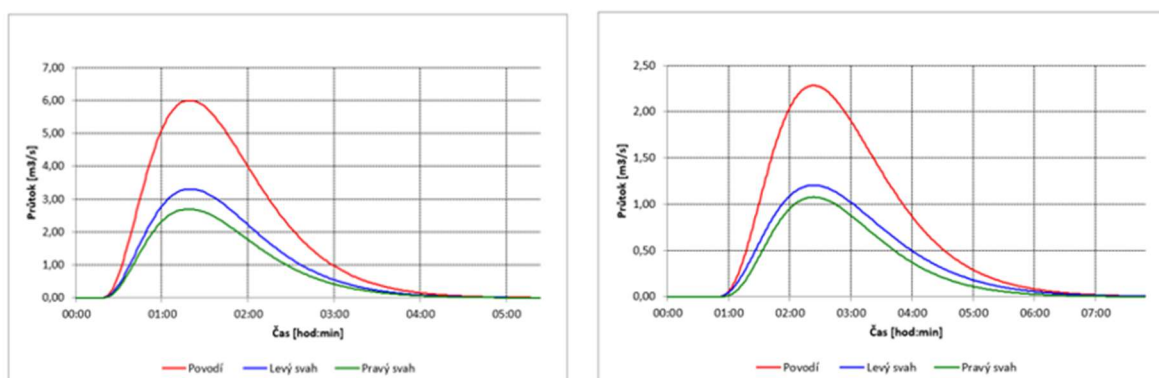 7,00
6,00
5,00
4,00
3,00
2,00
1,00
0,00
Průtok [m3/s]
00:00 01:00 02:00 03:00 04:00 05:00
Čas [hod:min]
Povodí Levý svah Pravý svah
2,50
2,00
1,50
1,00
0,50
0,00
Průtok [m3/s]
00:00 01:00 02:00 03:00 04:00 05:00 06:00 07:00
Čas [hod:min]
Povodí Levý svah Pravý svah